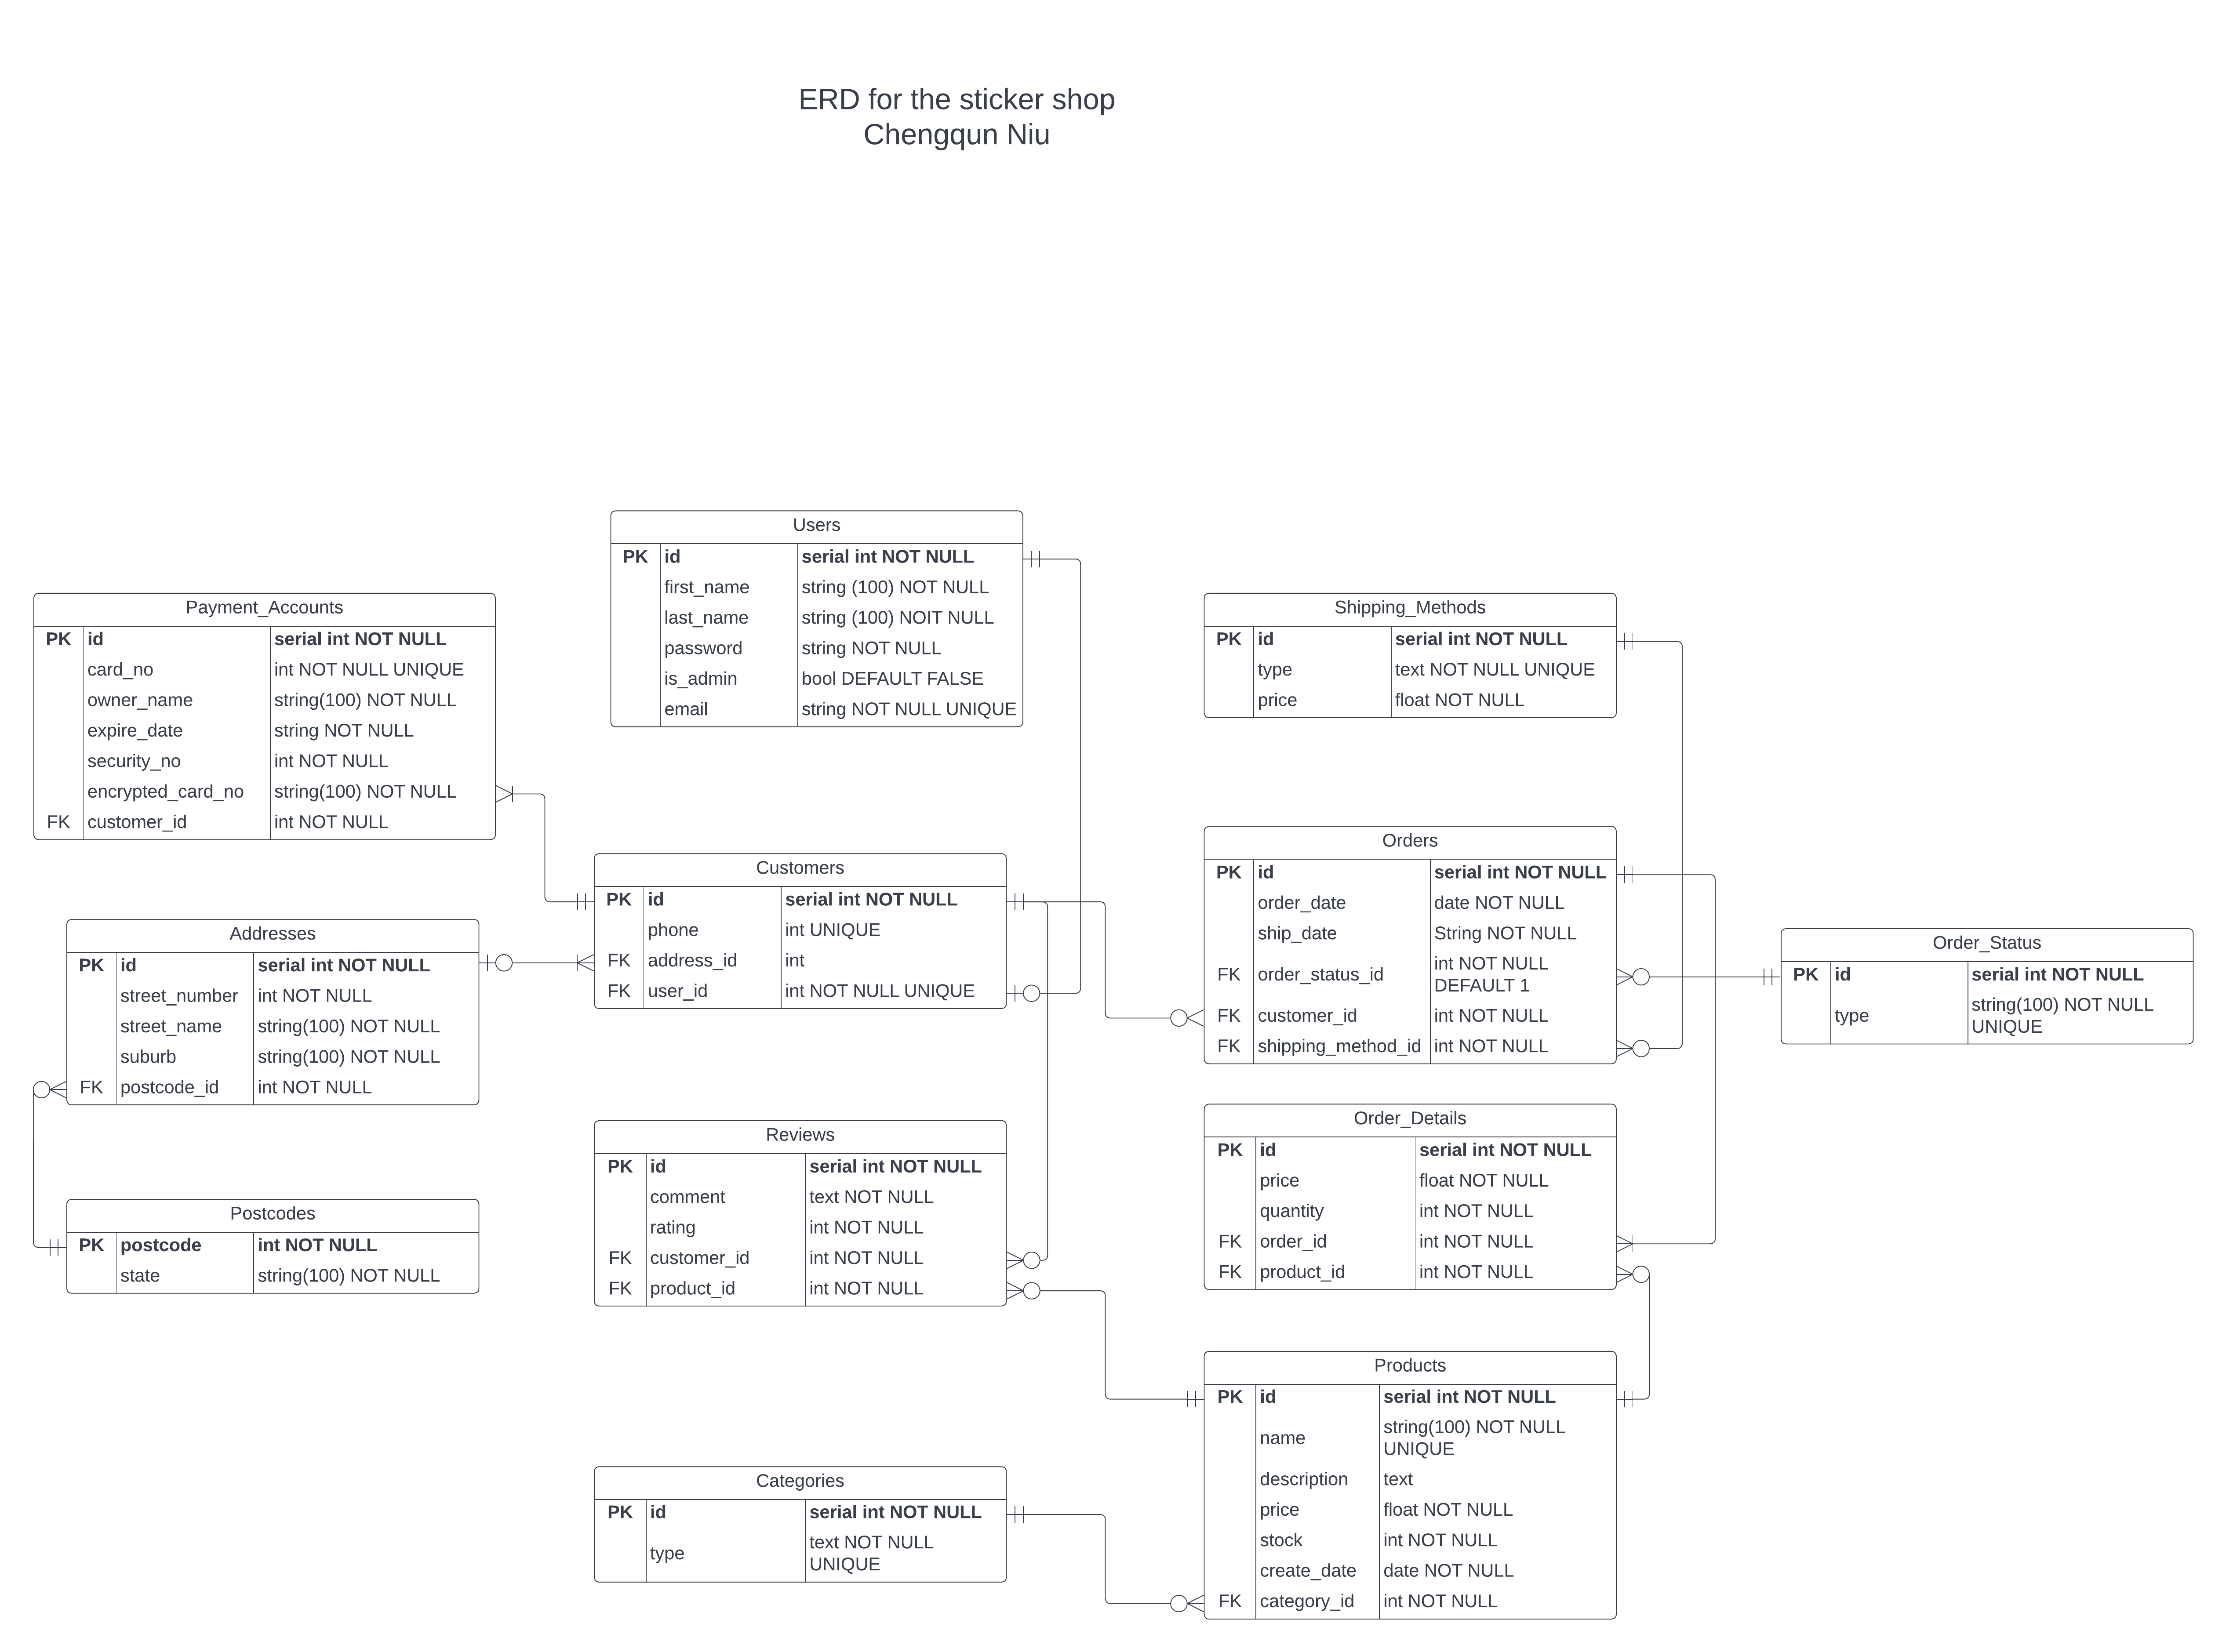 ERD for the sticker shop
Chengqun Niu
Users
PK id serial int NOT NULL
first_name string (100) NOT NULL
last_name string (100) NOIT NULL
password string NOT NULL
is_admin bool DEFAULT FALSE
email string NOT NULL UNIQUE
Payment_Accounts
PK id serial int NOT NULL
card_no int NOT NULL UNIQUE
owner_name string(100) NOT NULL
expire_date string NOT NULL
security_no int NOT NULL
encrypted_card_no string(100) NOT NULL
FK customer_id int NOT NULL
Shipping_Methods
PK id serial int NOT NULL
type text NOT NULL UNIQUE
price float NOT NULL
Customers
PK id serial int NOT NULL
phone int UNIQUE
FK address_id int
FK user_id int NOT NULL UNIQUE
Orders
PK id serial int NOT NULL
order_date date NOT NULL
ship_date String NOT NULL
FK order_status_id int NOT NULL
DEFAULT 1
FK customer_id int NOT NULL
FK shipping_method_id int NOT NULL
Order_Status
PK id serial int NOT NULL
type string(100) NOT NULL
UNIQUE
Addresses
PK id serial int NOT NULL
street_number int NOT NULL
street_name string(100) NOT NULL
suburb string(100) NOT NULL
FK postcode_id int NOT NULL
Reviews
PK id serial int NOT NULL
comment text NOT NULL
rating int NOT NULL
FK customer_id int NOT NULL
FK product_id int NOT NULL
Order_Details
PK id serial int NOT NULL
price float NOT NULL
quantity int NOT NULL
FK order_id int NOT NULL
FK product_id int NOT NULL
Postcodes
PK postcode int NOT NULL
state string(100) NOT NULL
Products
PK id serial int NOT NULL
name string(100) NOT NULL
UNIQUE
description text
price float NOT NULL
stock int NOT NULL
create_date date NOT NULL
FK category_id int NOT NULL
Categories
PK id serial int NOT NULL
type text NOT NULL
UNIQUE